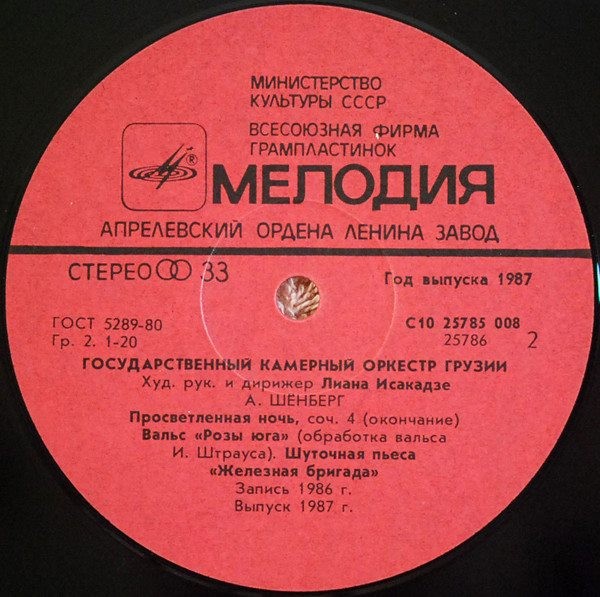 МИНИСТЕРСТВО
КУЛЬТУРЫ СССР
ВСЕСОЮЗНАЯ ФИРМА
ГРАМПЛАСТИНОК
®
МЕЛОДИЯ
АПРЕЛЕВСКИЙ ОРДЕНА ЛЕНИНА ЗАВОД
СТЕРЕО 33
Год выпуска 1987
ГОСТ 5289-80
Гр. 2. 1-20
С10 25785 008
25786 2
ГОСУДАРСТВЕННЫЙ КАМЕРНЫЙ ОРКЕСТР ГРУЗИИ
Худ. рук. и дирижер Лиана Исакадзе
А. ШЁНБЕРГ
Просветленная ночь, соч. 4 (окончание)
Вальс «Розы юга» (обработка вальса
И. Штрауса). Шуточная пьеса
«Железная бригада»
Запись 1986 г.
Выпуск 1987 г.